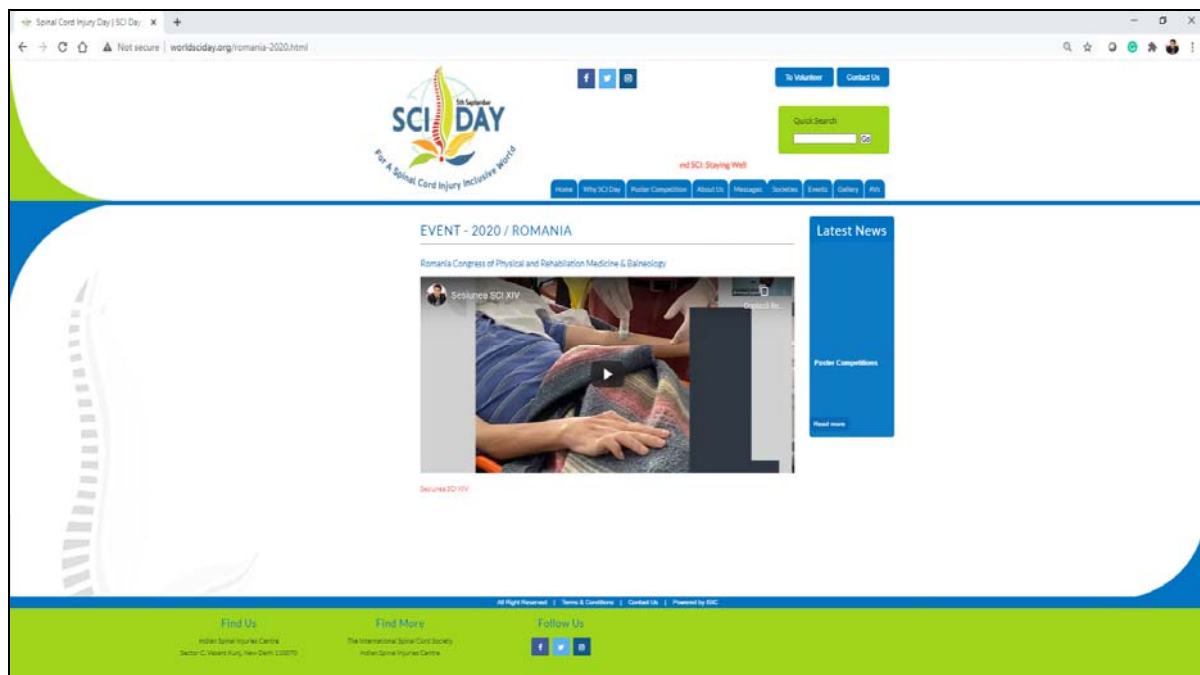 Spinal Cord Injury Day | SCI Day
Not secure | worldsciday.org/romania-2020.html
5th September
SCI DAY
For A Spinal Cord Injury Inclusive World
To Volunteer
Contact Us
Quick Search
Go
nd SCI: Staying Well
Home
Why SCI Day
Poster Competition
About Us
Messages
Societies
Events
Gallery
AVs
EVENT - 2020 / ROMANIA
Romania Congress of Physical and Rehabilitation Medicine & Balneology
Sesiunea SCI XIV
Sesiunea SCI XIV
Latest News
Poster Competitions
Read more
All Right Reserved | Terms & Conditions | Contact Us | Powered by ISIC
Find Us
Indian Spinal Injuries Centre
Sector C, Vasant Kunj, New Delhi 110070
Find More
The International Spinal Cord Society
Indian Spinal Injuries Centre
Follow Us